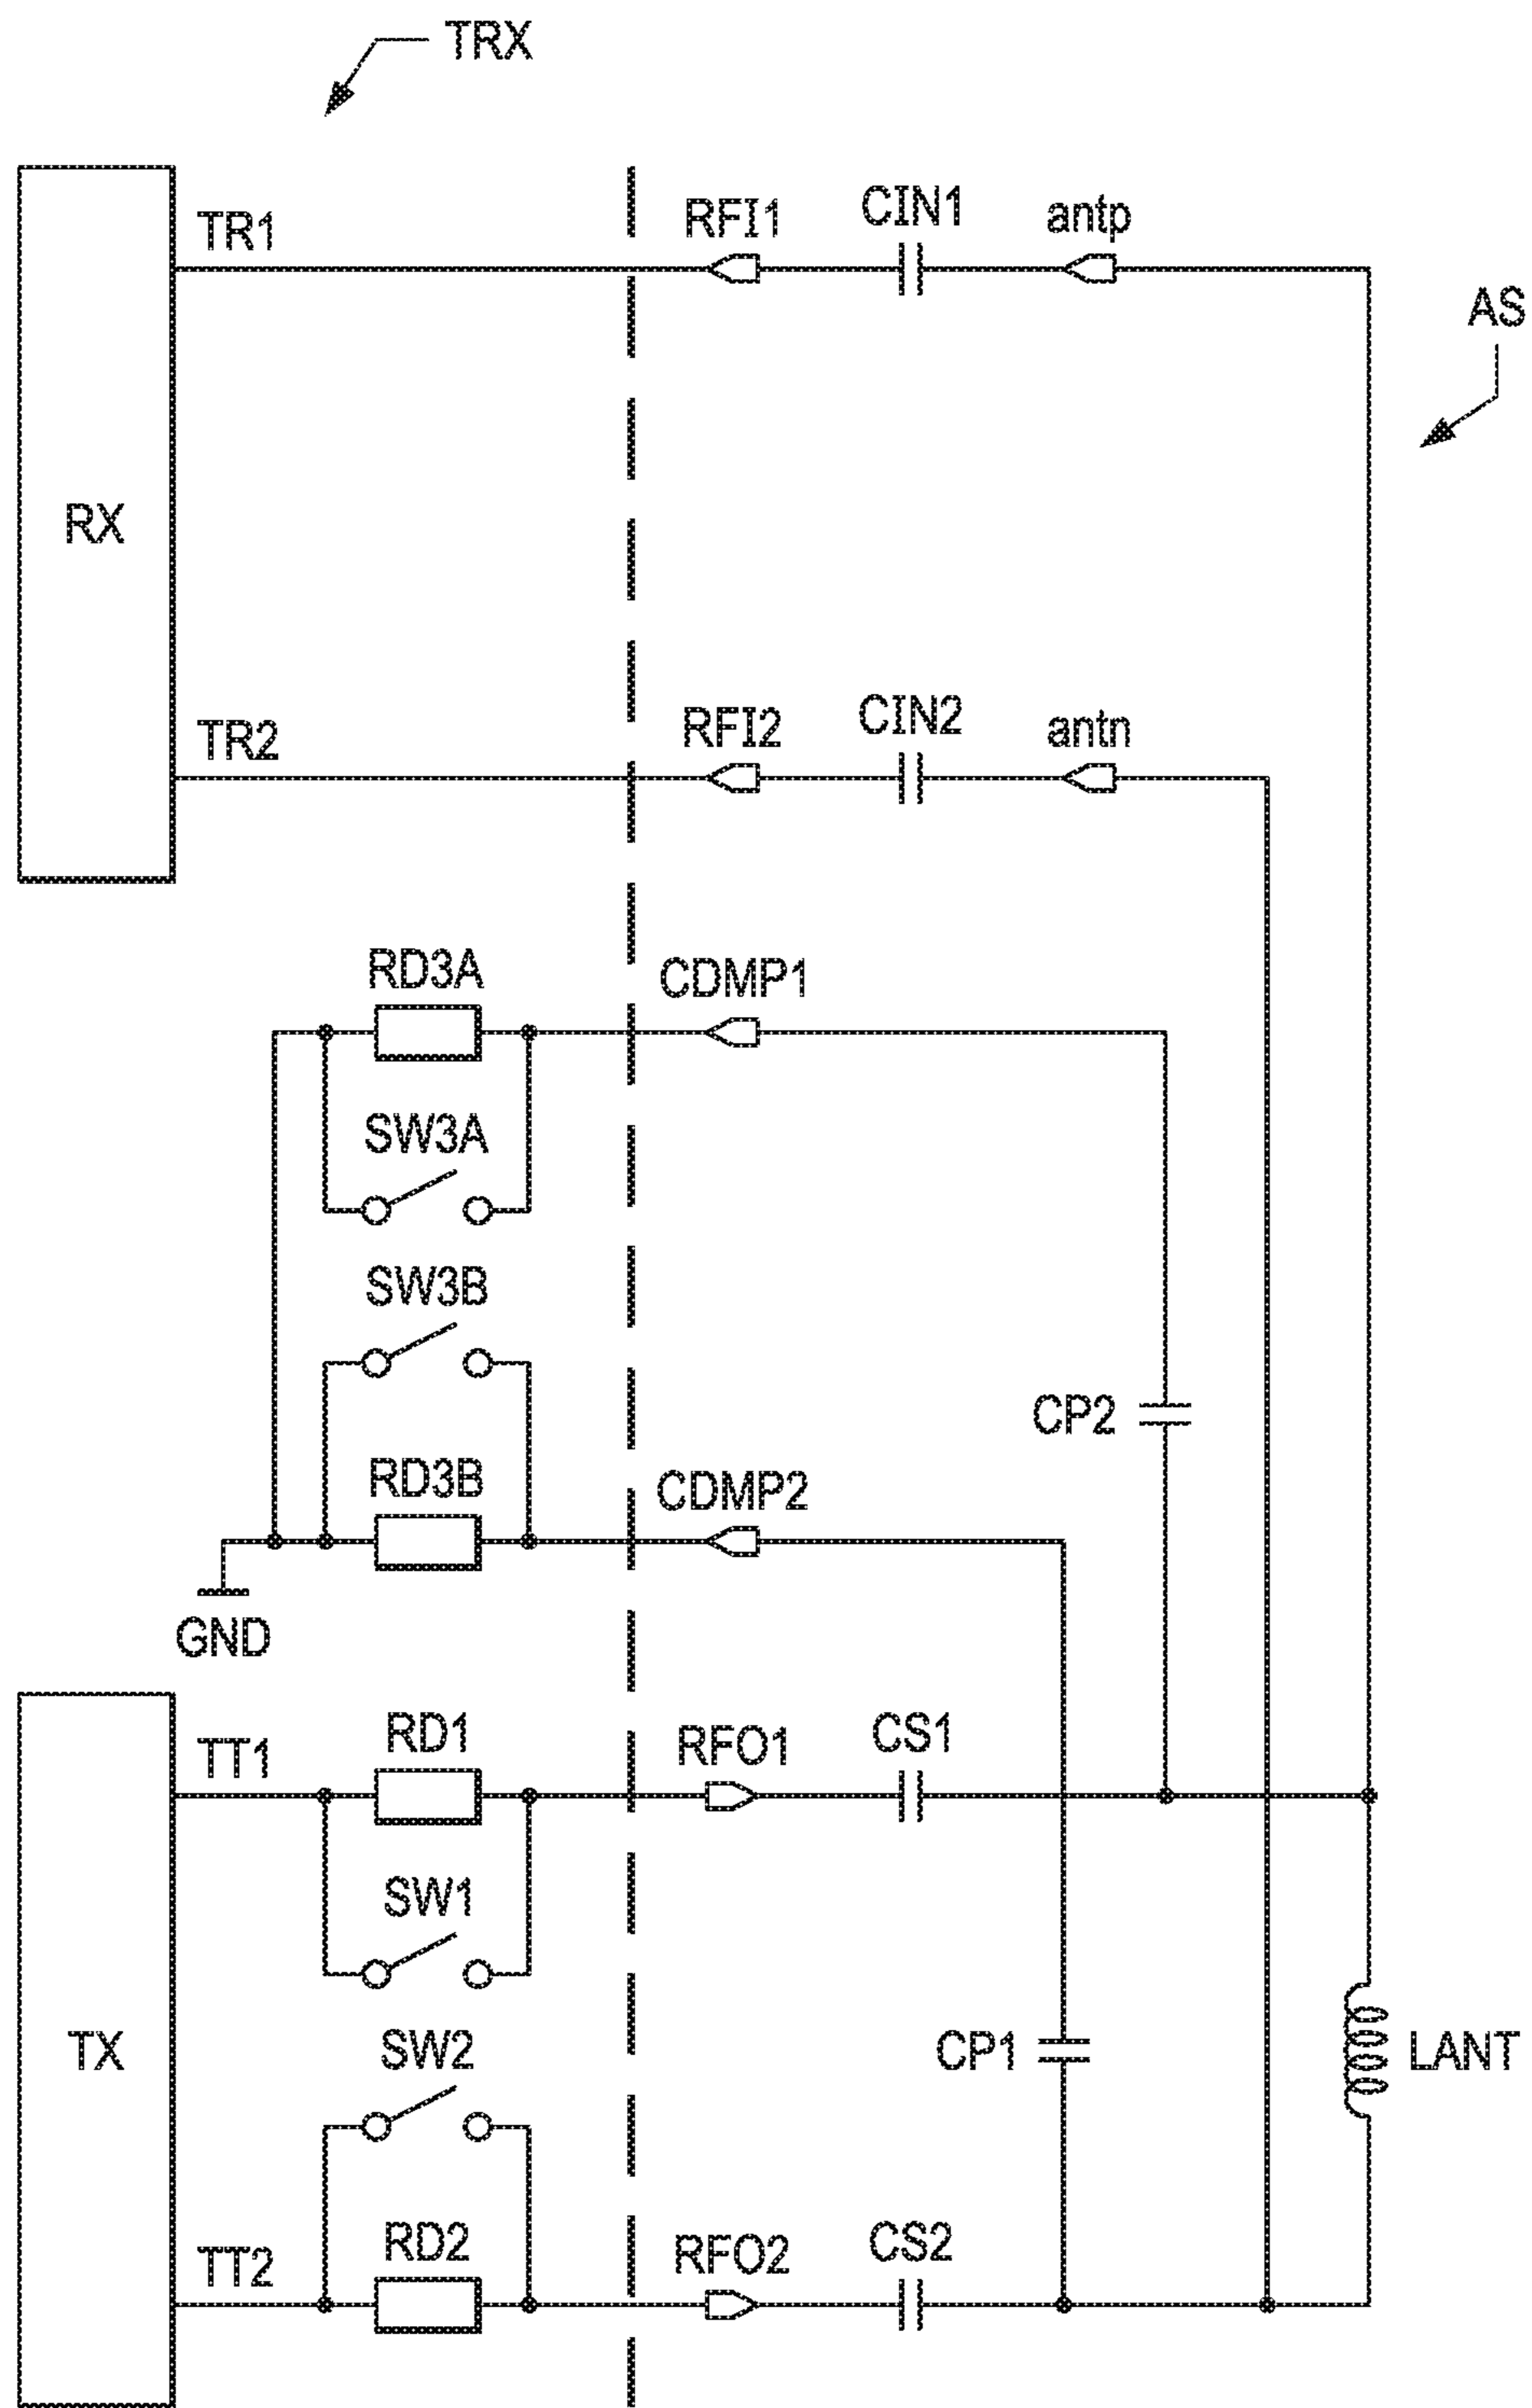 TRX
TR1
RFI1
CIN1
antp
AS
RX
TR2
RFI2
CIN2
antn
RD3A
CDMP1
SW3A
SW3B
CP2
RD3B
CDMP2
GND
TT1
RD1
RFO1
CS1
SW1
TX
SW2
CP1
LANT
TT2
RD2
RFO2
CS2